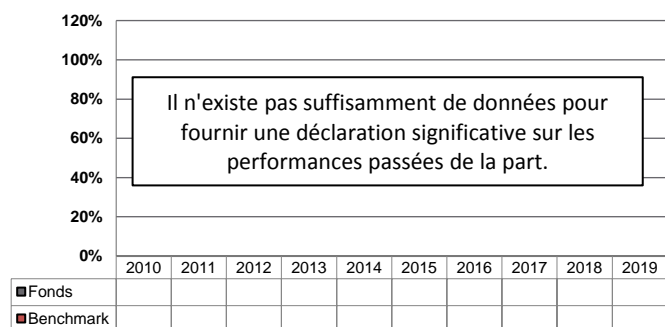 120%
100%
80%
60%
40%
20%
0%
Il n'existe pas suffisamment de données pour
fournir une déclaration significative sur les
performances passées de la part.
2010 2011 2012 2013 2014 2015 2016 2017 2018 2019
Fonds
Benchmark